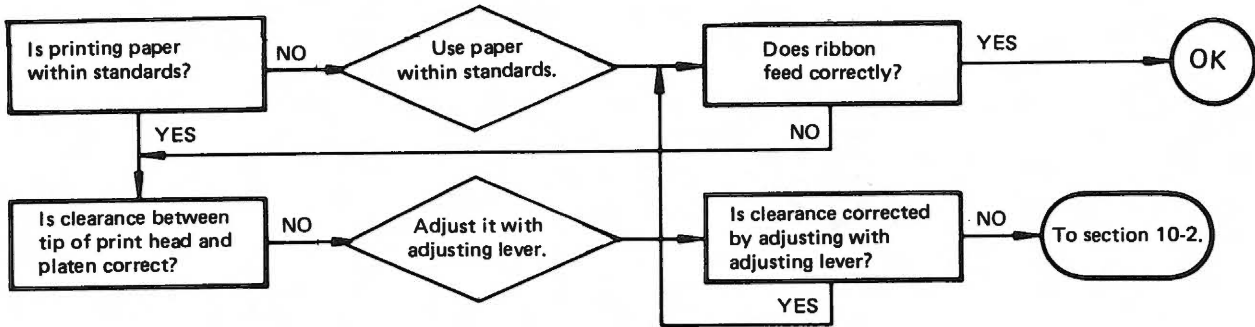 Is printing paper
within standards?
NO
Use paper
within standards.
Does ribbon
feed correctly?
YES
OK
YES
NO
Is clearance between
tip of print head and
platen correct?
NO
Adjust it with
adjusting lever.
Is clearance corrected
by adjusting with
adjusting lever?
NO
To section 10-2.
YES